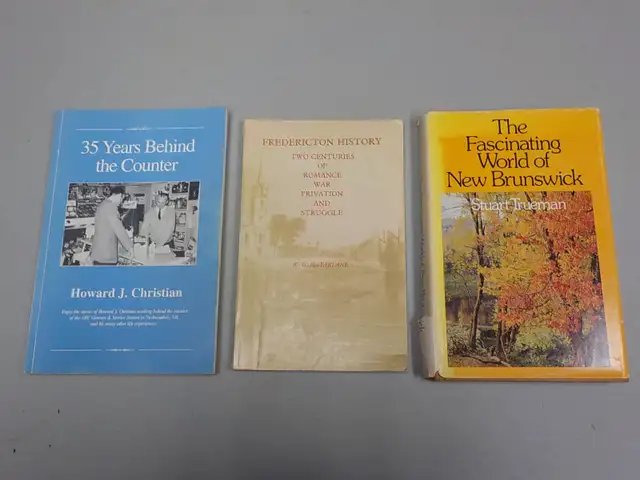 35 Years Behind
the Counter
Howard J. Christian
FREDERICTON HISTORY
TWO CENTURIES
OF
ROMANCE
WAR
PRIVATION
AND
STRUGGLE
The
Fascinating
World of
New Brunswick
Stuart Trueman